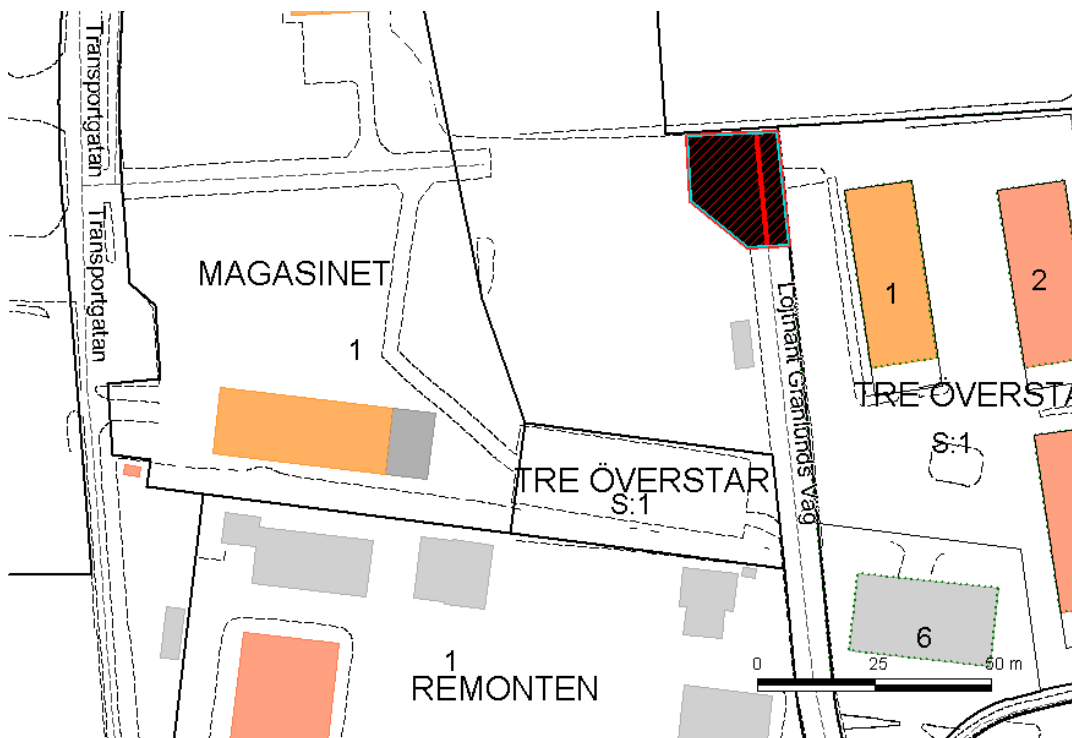 Transportgatan
Transportgatan
MAGASINET
1
1
2
Löjtnant Granlunds Väg
TRE ÖVERSTA
S:1
TRE ÖVERSTAR
S:1
6
1
REMONTEN
0 25 50 m